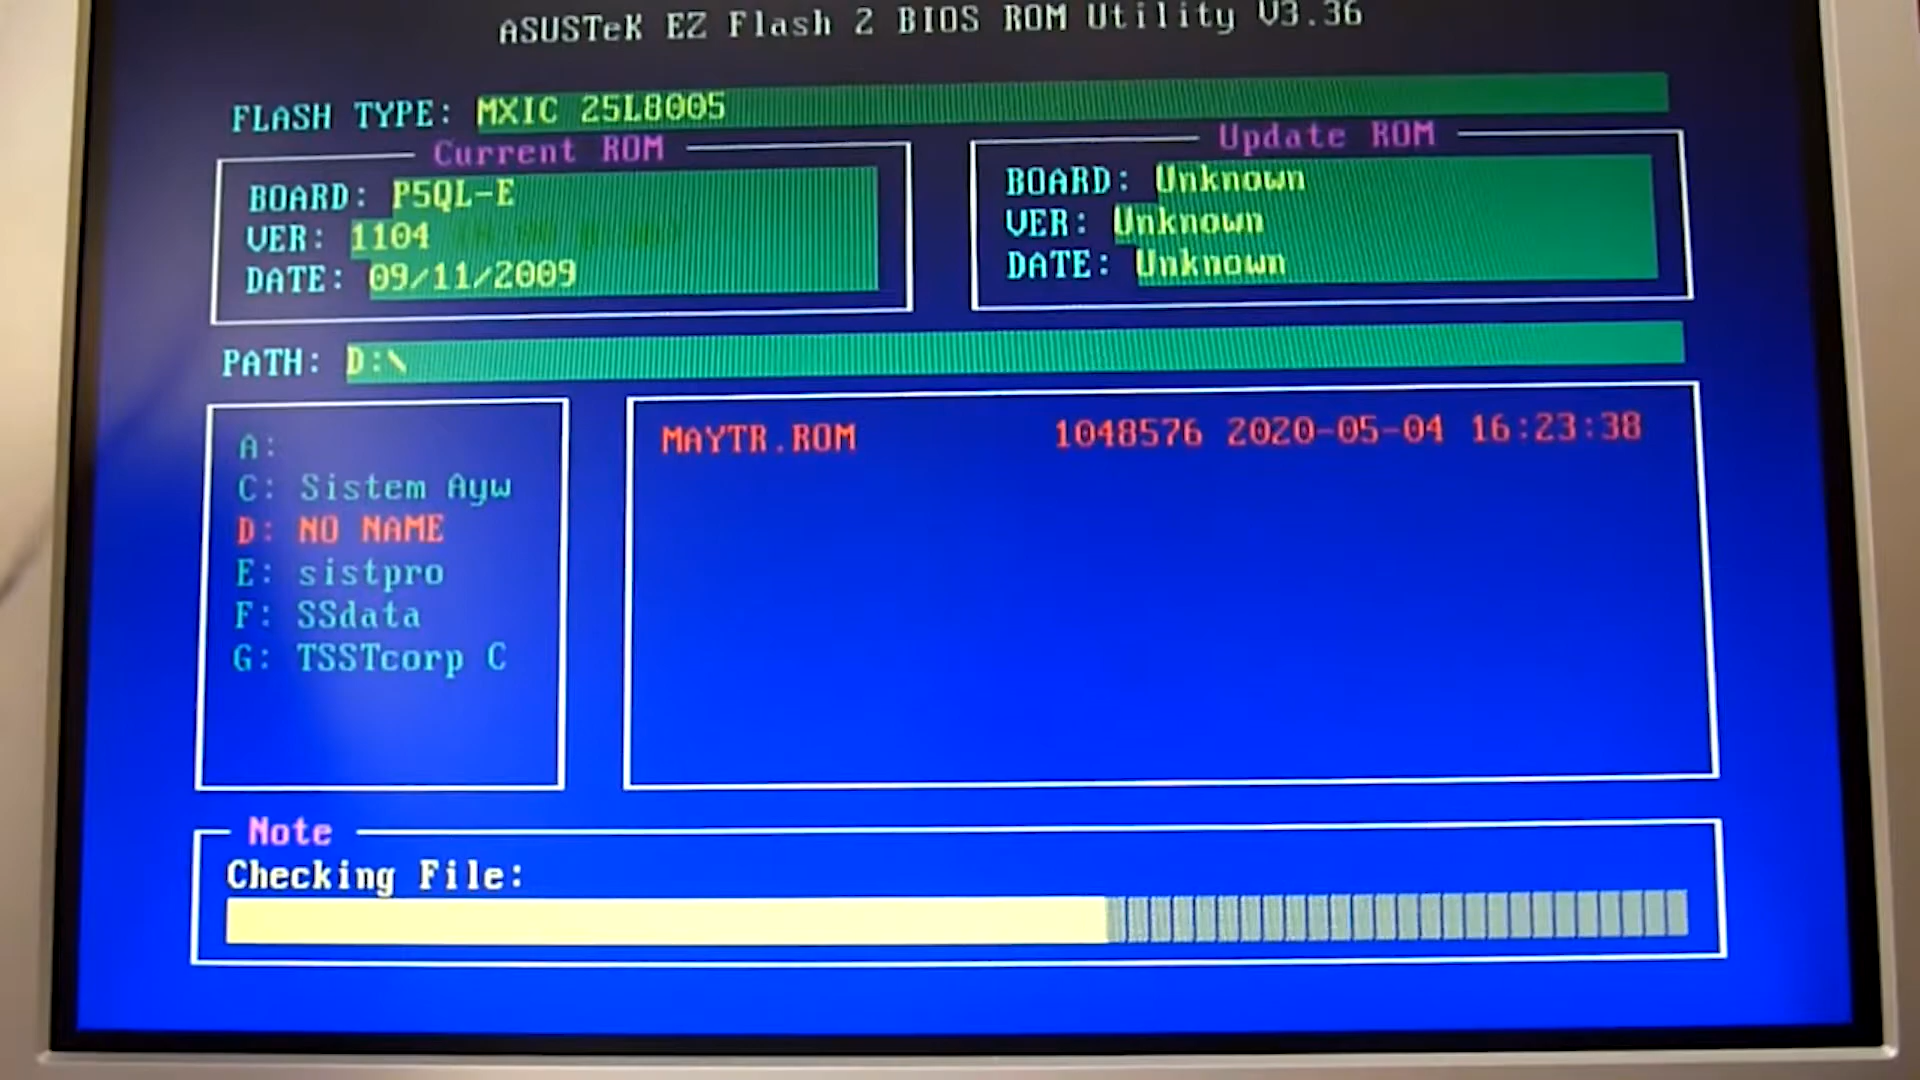 ASUSTeK EZ Flash 2 BIOS ROM Utility V3.36
FLASH TYPE: MXIC 25L8005
Current ROM
BOARD: P5QL-E
VER: 1104
DATE: 09/11/2009
Update ROM
BOARD: Unknown
VER: Unknown
DATE: Unknown
PATH: D:\
A:
C: Sistem Ayw
D: NO NAME
E: sistpro
F: SSdata
G: TSSTcorp C
MAYTR.ROM 1048576 2020-05-04 16:23:38
Note
Checking File: